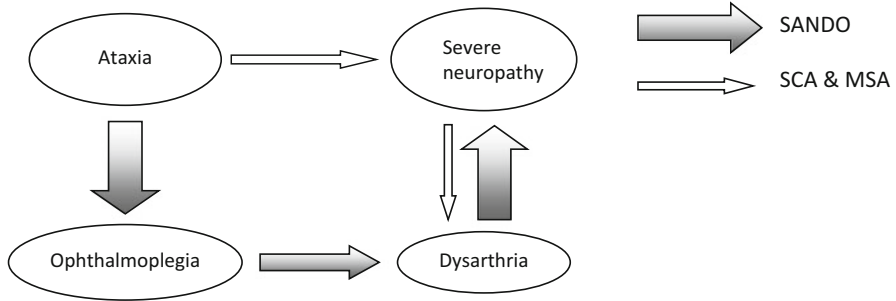 Ataxia
Severe
neuropathy
SANDO
SCA & MSA
Ophthalmoplegia
Dysarthria